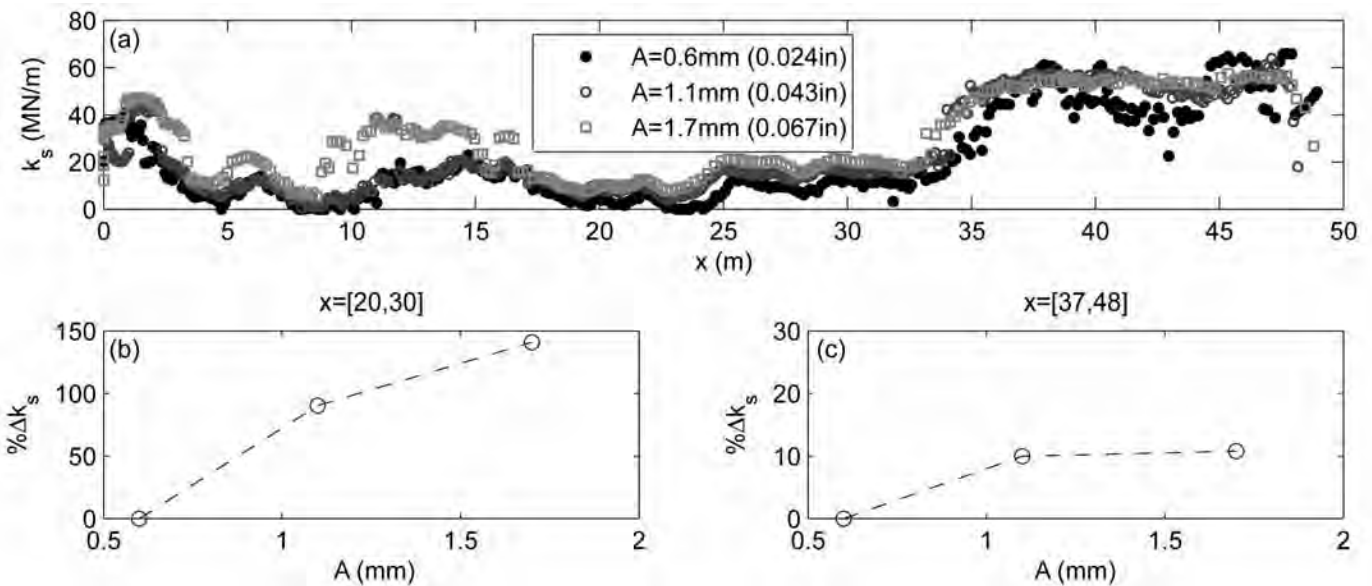 (a)
k_s (MN/m)
80
60
40
20
0
A=0.6mm (0.024in)
A=1.1mm (0.043in)
A=1.7mm (0.067in)
0 5 10 15 20 25 30 35 40 45 50
x (m)
x=[20,30]
(b)
%Δk_s
150
100
50
0
0.5 1 1.5 2
A (mm)
x=[37,48]
(c)
%Δk_s
30
20
10
0
0.5 1 1.5 2
A (mm)